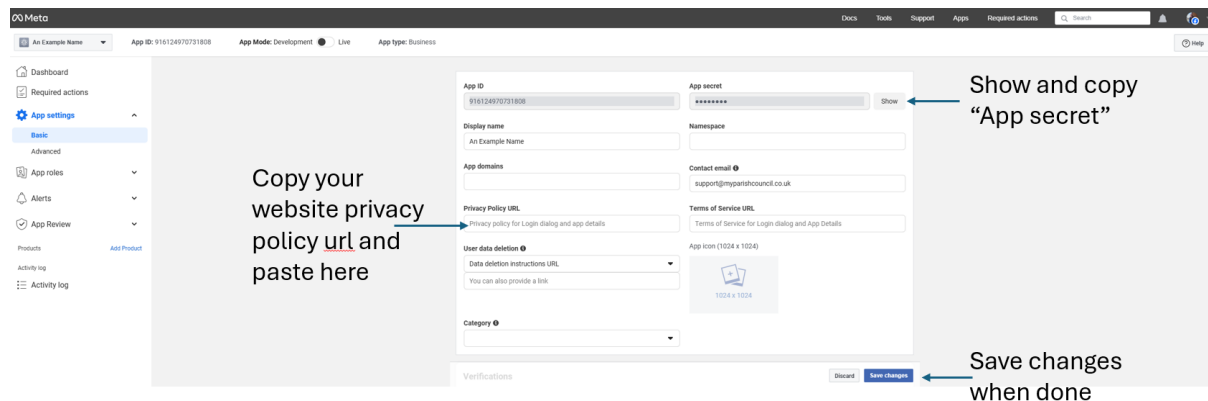 Meta
Docs Tools Support Apps Required actions Search
An Example Name App ID: 916124970731808 App Mode: Development Live App type: Business Help
Dashboard
Required actions
App settings
Basic
Advanced
App roles
Alerts
App Review
Products Add Product
Activity log
Activity log
Copy your
website privacy
policy url and
paste here
App ID App secret
916124970731808 •••••••• Show
Display name Namespace
An Example Name
App domains Contact email
support@myparishcouncil.co.uk
Privacy Policy URL Terms of Service URL
Privacy policy for Login dialog and app details Terms of Service for Login dialog and App Details
User data deletion App icon (1024 x 1024)
Data deletion instructions URL
You can also provide a link
1024 x 1024
Category
Verifications Discard Save changes
Show and copy
“App secret”
Save changes
when done